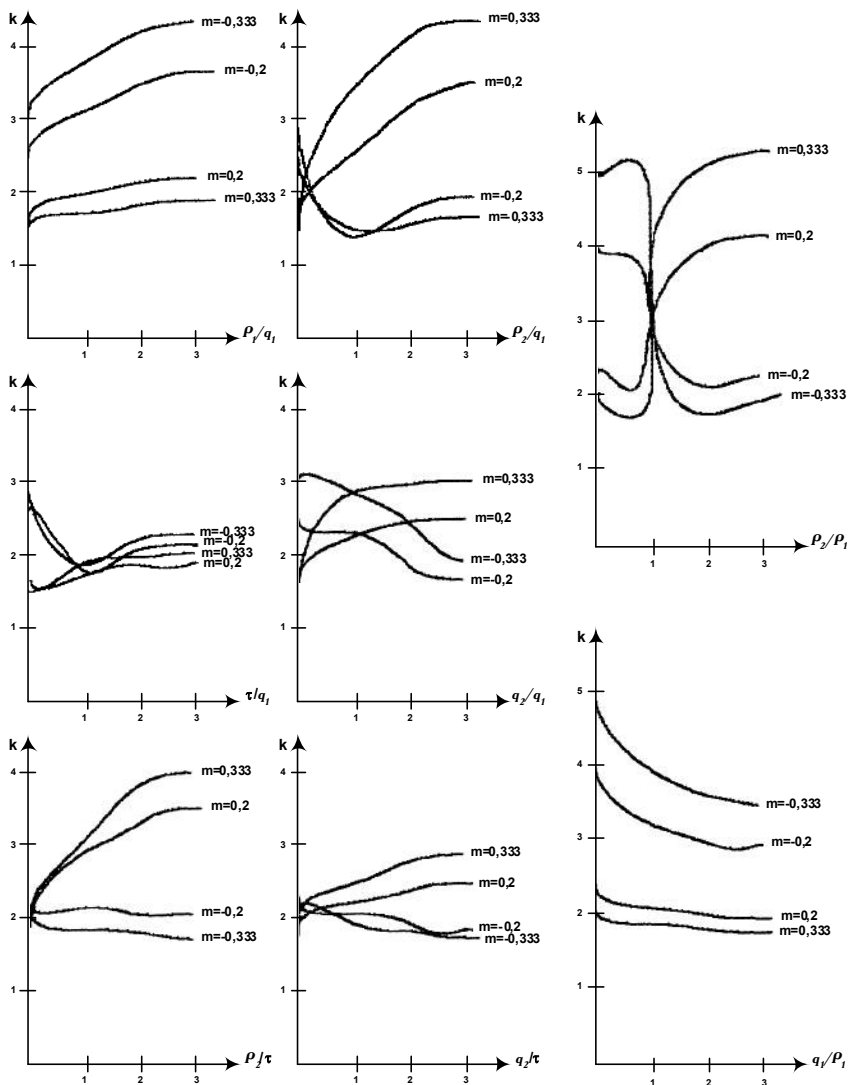 k
4
3
2
1
m=-0,333
m=-0,2
m=0,2
m=0,333
1 2 3
ρ1/q1
k
4
3
2
1
m=0,333
m=0,2
m=-0,2
m=-0,333
1 2 3
ρ2/q1
k
5
4
3
2
1
m=0,333
m=0,2
m=-0,2
m=-0,333
1 2 3
ρ2/ρ1
k
4
3
2
1
m=-0,333
m=-0,2
m=0,333
m=0,2
1 2 3
τ/q1
k
4
3
2
1
m=0,333
m=0,2
m=-0,333
m=-0,2
1 2 3
q2/q1
k
4
3
2
1
m=0,333
m=0,2
m=-0,2
m=-0,333
1 2 3
ρ2/τ
k
4
3
2
1
m=0,333
m=0,2
m=-0,2
m=-0,333
1 2 3
q2/τ
k
5
4
3
2
1
m=-0,333
m=-0,2
m=0,2
m=0,333
1 2 3
q1/ρ1